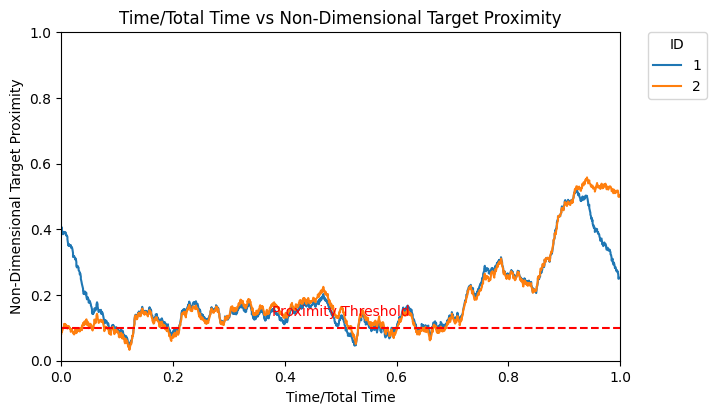 Time/Total Time vs Non-Dimensional Target Proximity
ID
1
2
Non-Dimensional Target Proximity
1.0
0.8
0.6
0.4
0.2
0.0
Proximity Threshold
0.0 0.2 0.4 0.6 0.8 1.0
Time/Total Time